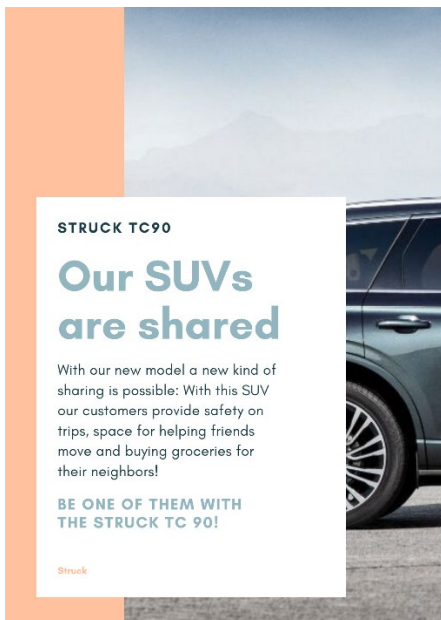 STRUCK TC90
Our SUVs
are shared
With our new model a new kind of
sharing is possible: With this SUV
our customers provide safety on
trips, space for helping friends
move and buying groceries for
their neighbors!
BE ONE OF THEM WITH
THE STRUCK TC 90!
Struck